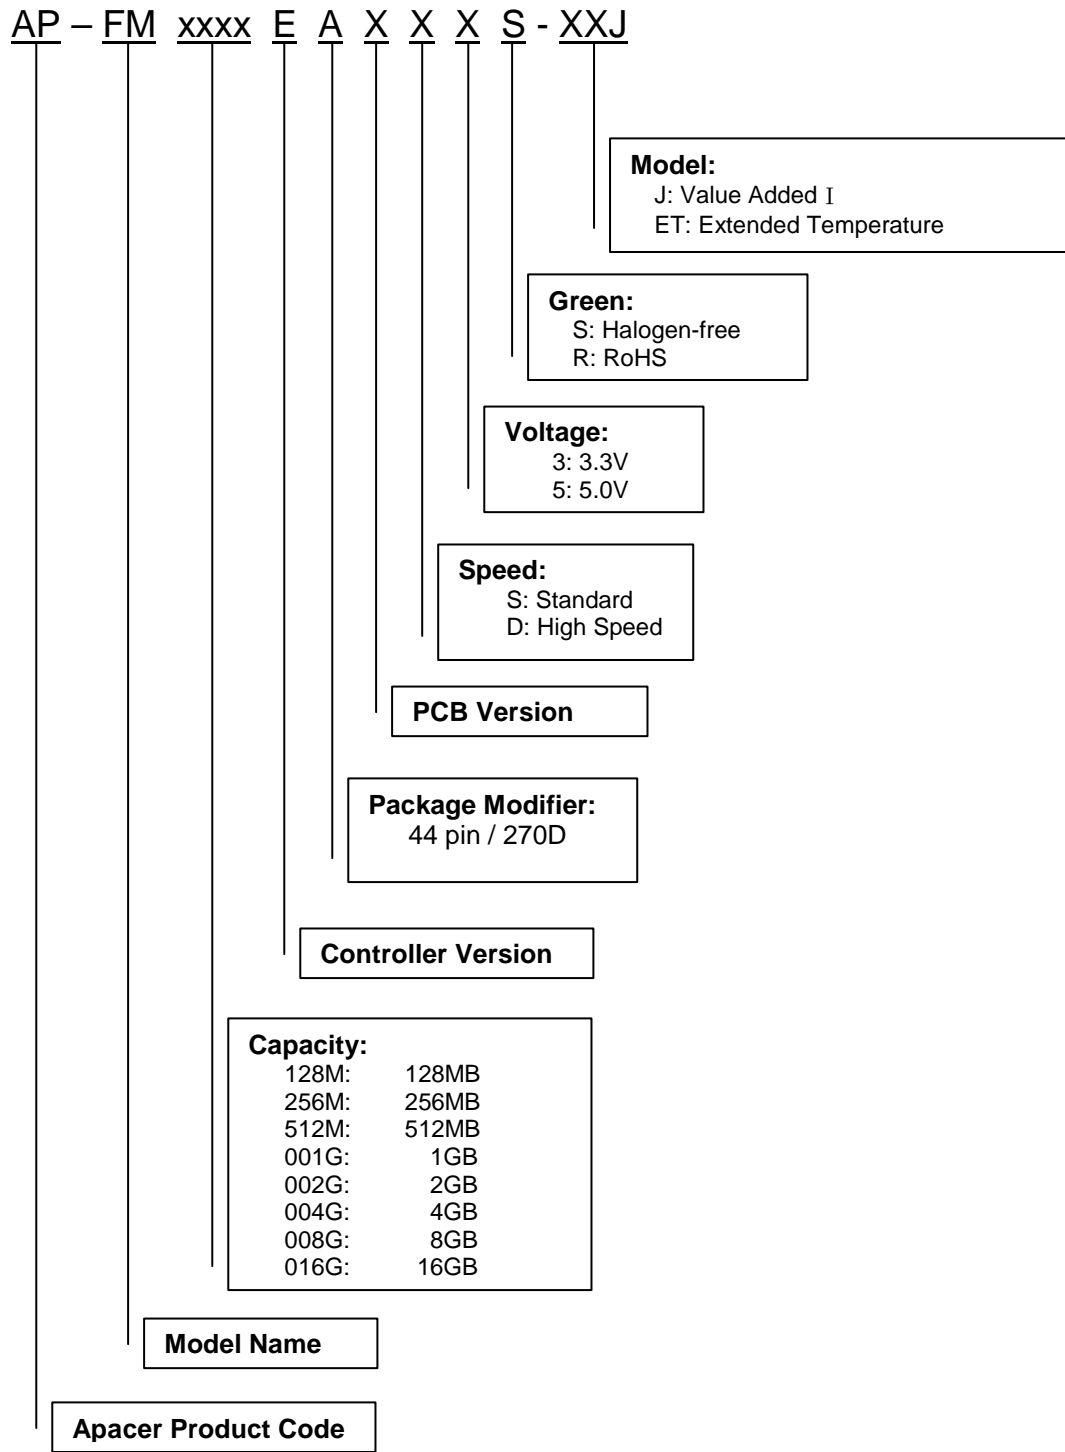 AP – FM xxxx E A X X X S - XXJ
Model:
J: Value Added I
ET: Extended Temperature
Green:
S: Halogen-free
R: RoHS
Voltage:
3: 3.3V
5: 5.0V
Speed:
S: Standard
D: High Speed
PCB Version
Package Modifier:
44 pin / 270D
Controller Version
Capacity:
128M: 128MB
256M: 256MB
512M: 512MB
001G: 1GB
002G: 2GB
004G: 4GB
008G: 8GB
016G: 16GB
Model Name
Apacer Product Code